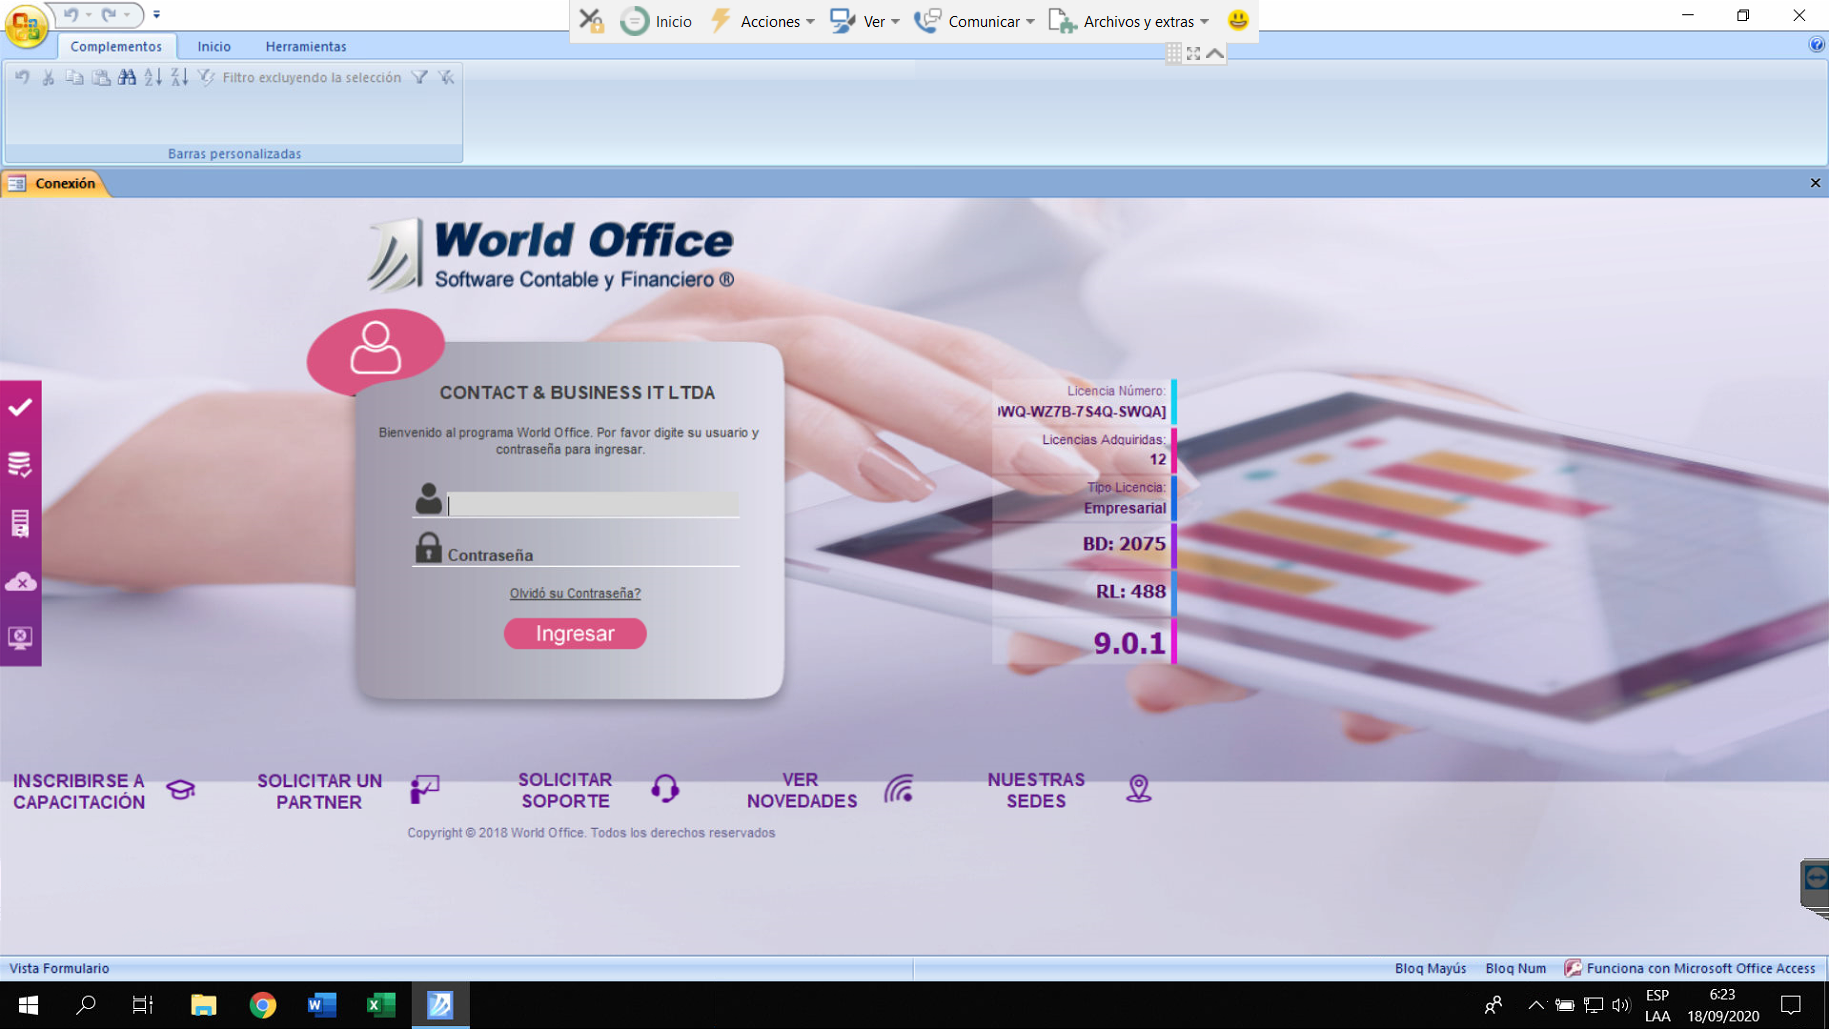 Inicio
Acciones
Ver
Comunicar
Archivos y extras
Complementos
Inicio
Herramientas
Filtro excluyendo la selección
Barras personalizadas
Conexión
World Office
Software Contable y Financiero ®
CONTACT & BUSINESS IT LTDA
Bienvenido al programa World Office. Por favor digite su usuario y
contraseña para ingresar.
Contraseña
Olvidó su Contraseña?
Ingresar
Licencia Número:
WQ-WZ7B-7S4Q-SWQA]
Licencias Adquiridas:
12
Tipo Licencia:
Empresarial
BD: 2075
RL: 488
9.0.1
INSCRIBIRSE A
CAPACITACIÓN
SOLICITAR UN
PARTNER
SOLICITAR
SOPORTE
VER
NOVEDADES
NUESTRAS
SEDES
Copyright © 2018 World Office. Todos los derechos reservados
Vista Formulario
Bloq Mayús
Bloq Num
Funciona con Microsoft Office Access
ESP
LAA
6:23
18/09/2020